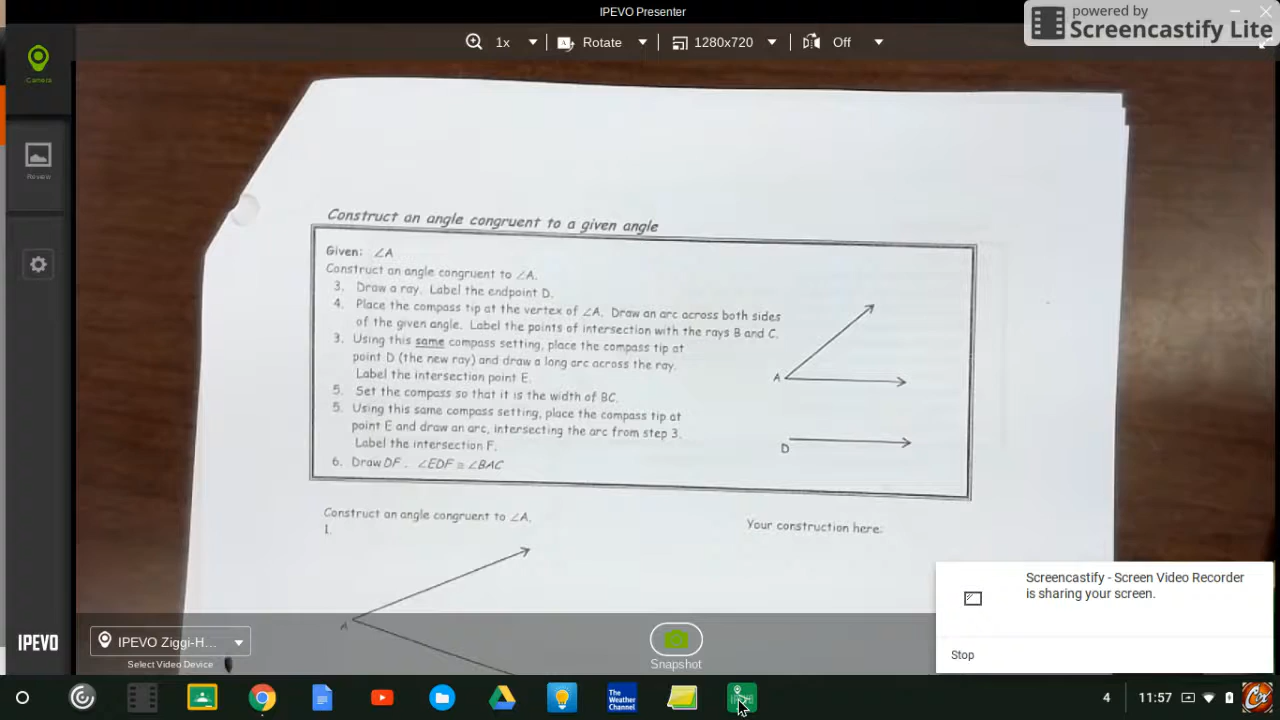 IPEVO Presenter
powered by
Screencastify Lite
1x
Rotate
1280x720
Off
Camera
Review
Construct an angle congruent to a given angle
Given: ∠A
Construct an angle congruent to ∠A.
3. Draw a ray. Label the endpoint D.
4. Place the compass tip at the vertex of ∠A. Draw an arc across both sides
of the given angle. Label the points of intersection with the rays B and C.
3. Using this same compass setting, place the compass tip at
point D (the new ray) and draw a long arc across the ray.
Label the intersection point E.
5. Set the compass so that it is the width of BC.
5. Using this same compass setting, place the compass tip at
point E and draw an arc, intersecting the arc from step 3.
Label the intersection F.
6. Draw DF. ∠EDF ≅ ∠BAC
A
D
Construct an angle congruent to ∠A.
1.
Your construction here:
A
Screencastify - Screen Video Recorder
is sharing your screen.
Stop
IPEVO
IPEVO Ziggi-H...
Select Video Device
Snapshot
The
Weather
Channel
4
11:57